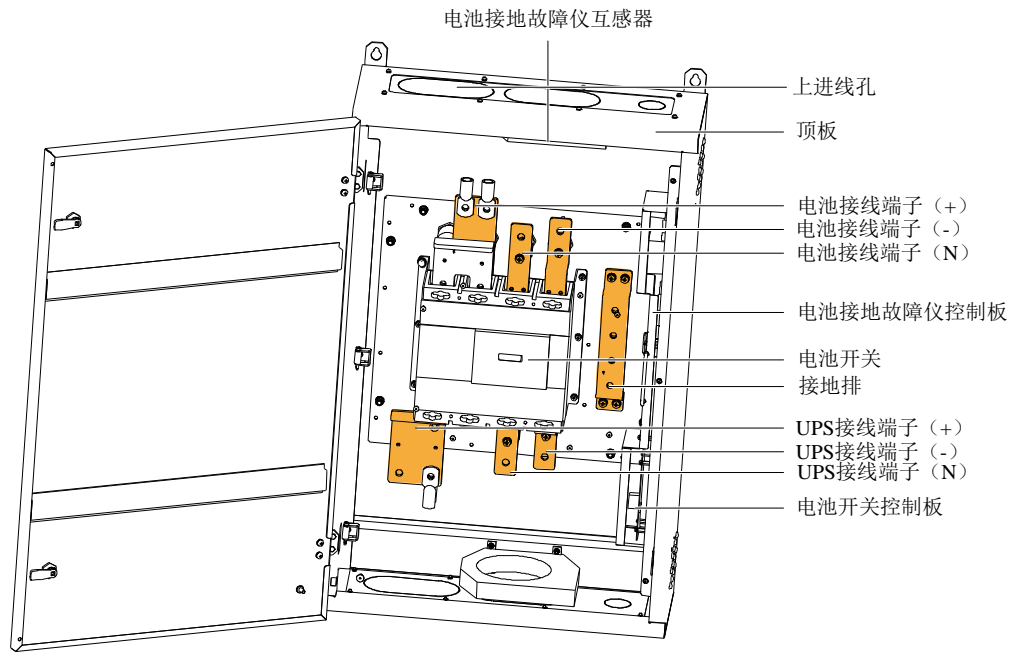 电池接地故障仪互感器
上进线孔
顶板
电池接线端子（+）
电池接线端子（-）
电池接线端子（N）
电池接地故障仪控制板
电池开关
接地排
UPS接线端子（+）
UPS接线端子（-）
UPS接线端子（N）
电池开关控制板